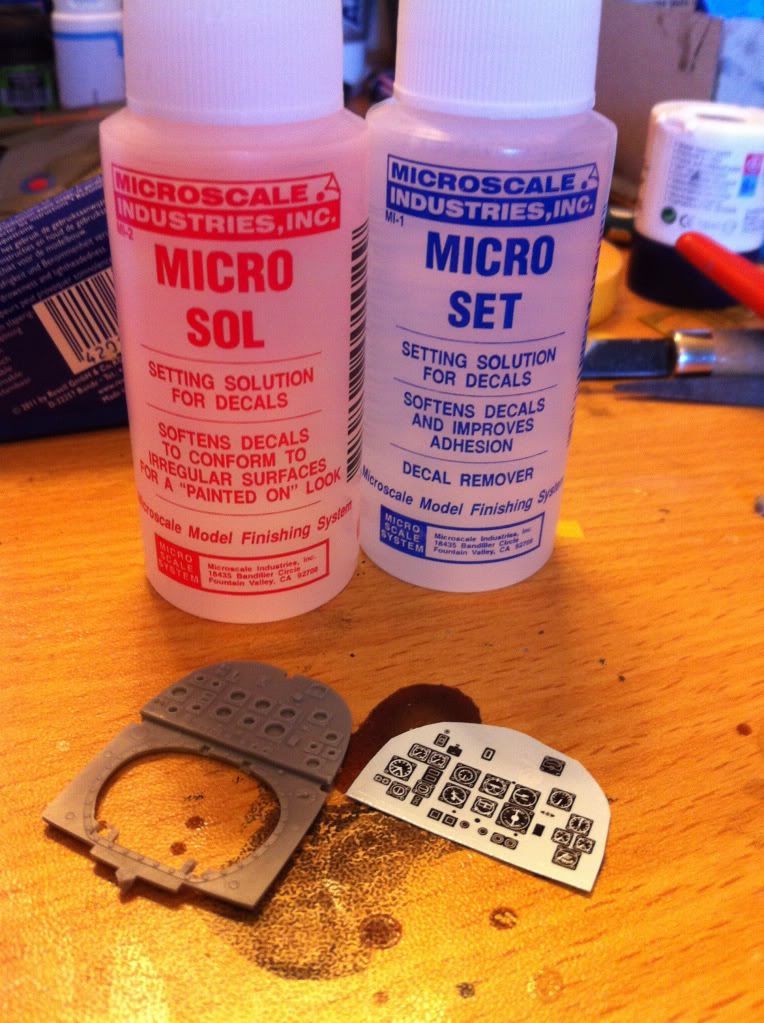 MICROSCALE
INDUSTRIES, INC.
MI-2
MICRO
SOL
SETTING SOLUTION
FOR DECALS
SOFTENS DECALS
TO CONFORM TO
IRREGULAR SURFACES
FOR A "PAINTED ON" LOOK
Microscale Model Finishing System
MICRO
SCALE
SYSTEM
Microscale Industries, Inc.
18435 Bandilier Circle
Fountain Valley, CA 92708
MICROSCALE
INDUSTRIES, INC.
MI-1
MICRO
SET
SETTING SOLUTION
FOR DECALS
SOFTENS DECALS
AND IMPROVES
ADHESION
DECAL REMOVER
Microscale Model Finishing System
MICRO
SCALE
SYSTEM
Microscale Industries, Inc.
18435 Bandilier Circle
Fountain Valley, CA 92708